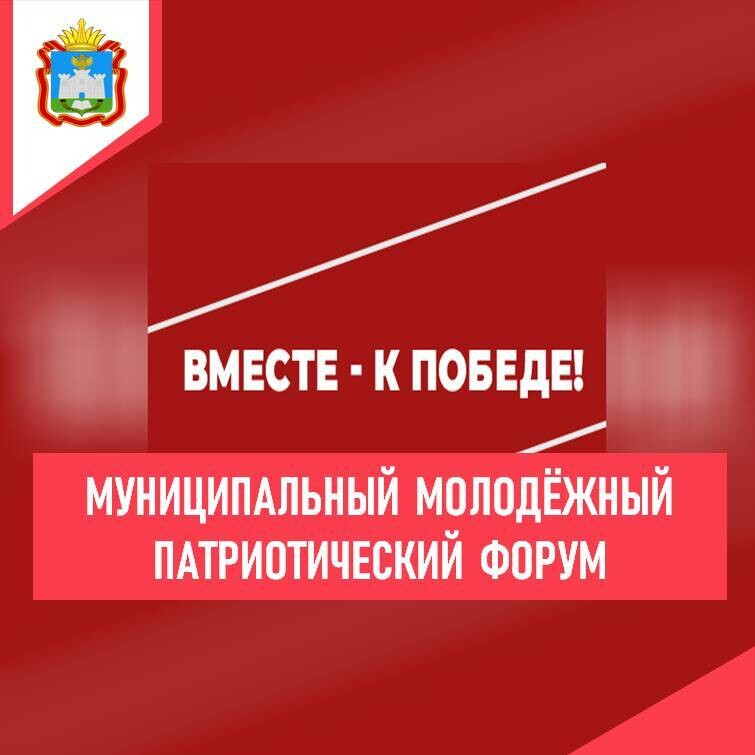 ВМЕСТЕ - К ПОБЕДЕ!
МУНИЦИПАЛЬНЫЙ МОЛОДЁЖНЫЙ
ПАТРИОТИЧЕСКИЙ ФОРУМ